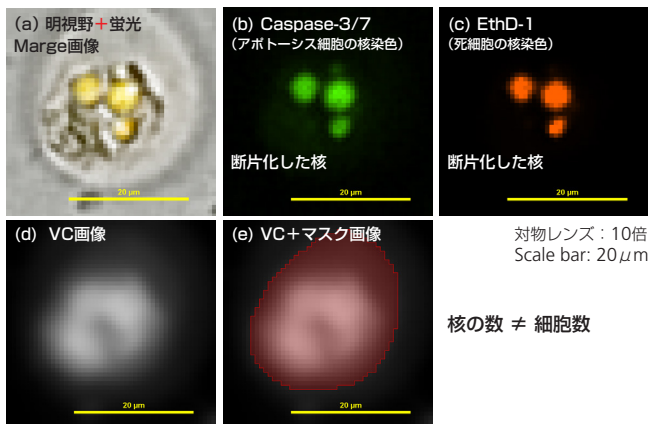 (a) 明視野+蛍光
Marge画像
20 μm
(b) Caspase-3/7
(アポトーシス細胞の核染色)
断片化した核
20 μm
(c) EthD-1
(死細胞の核染色)
断片化した核
20 μm
(d) VC画像
20 μm
(e) VC+マスク画像
20 μm
対物レンズ:10倍
Scale bar: 20μm
核の数 ≠ 細胞数